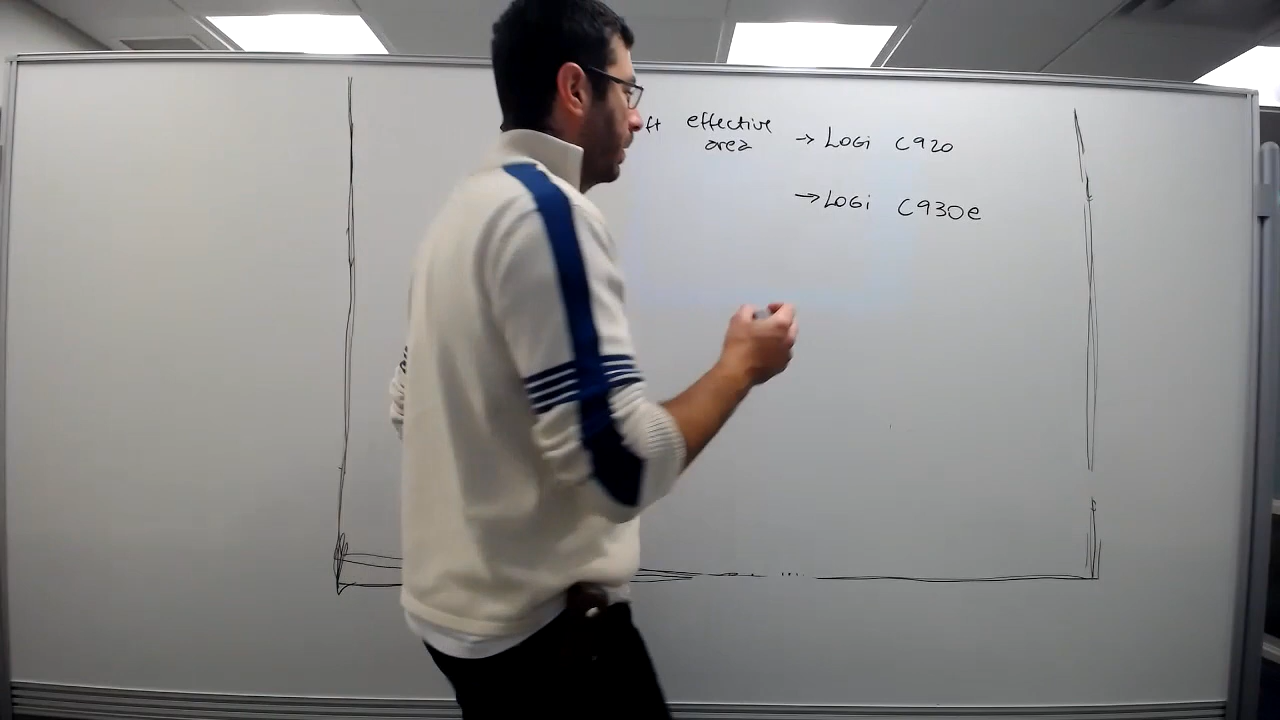 ft effective → LOGi C920
area
→ LOGi C930e